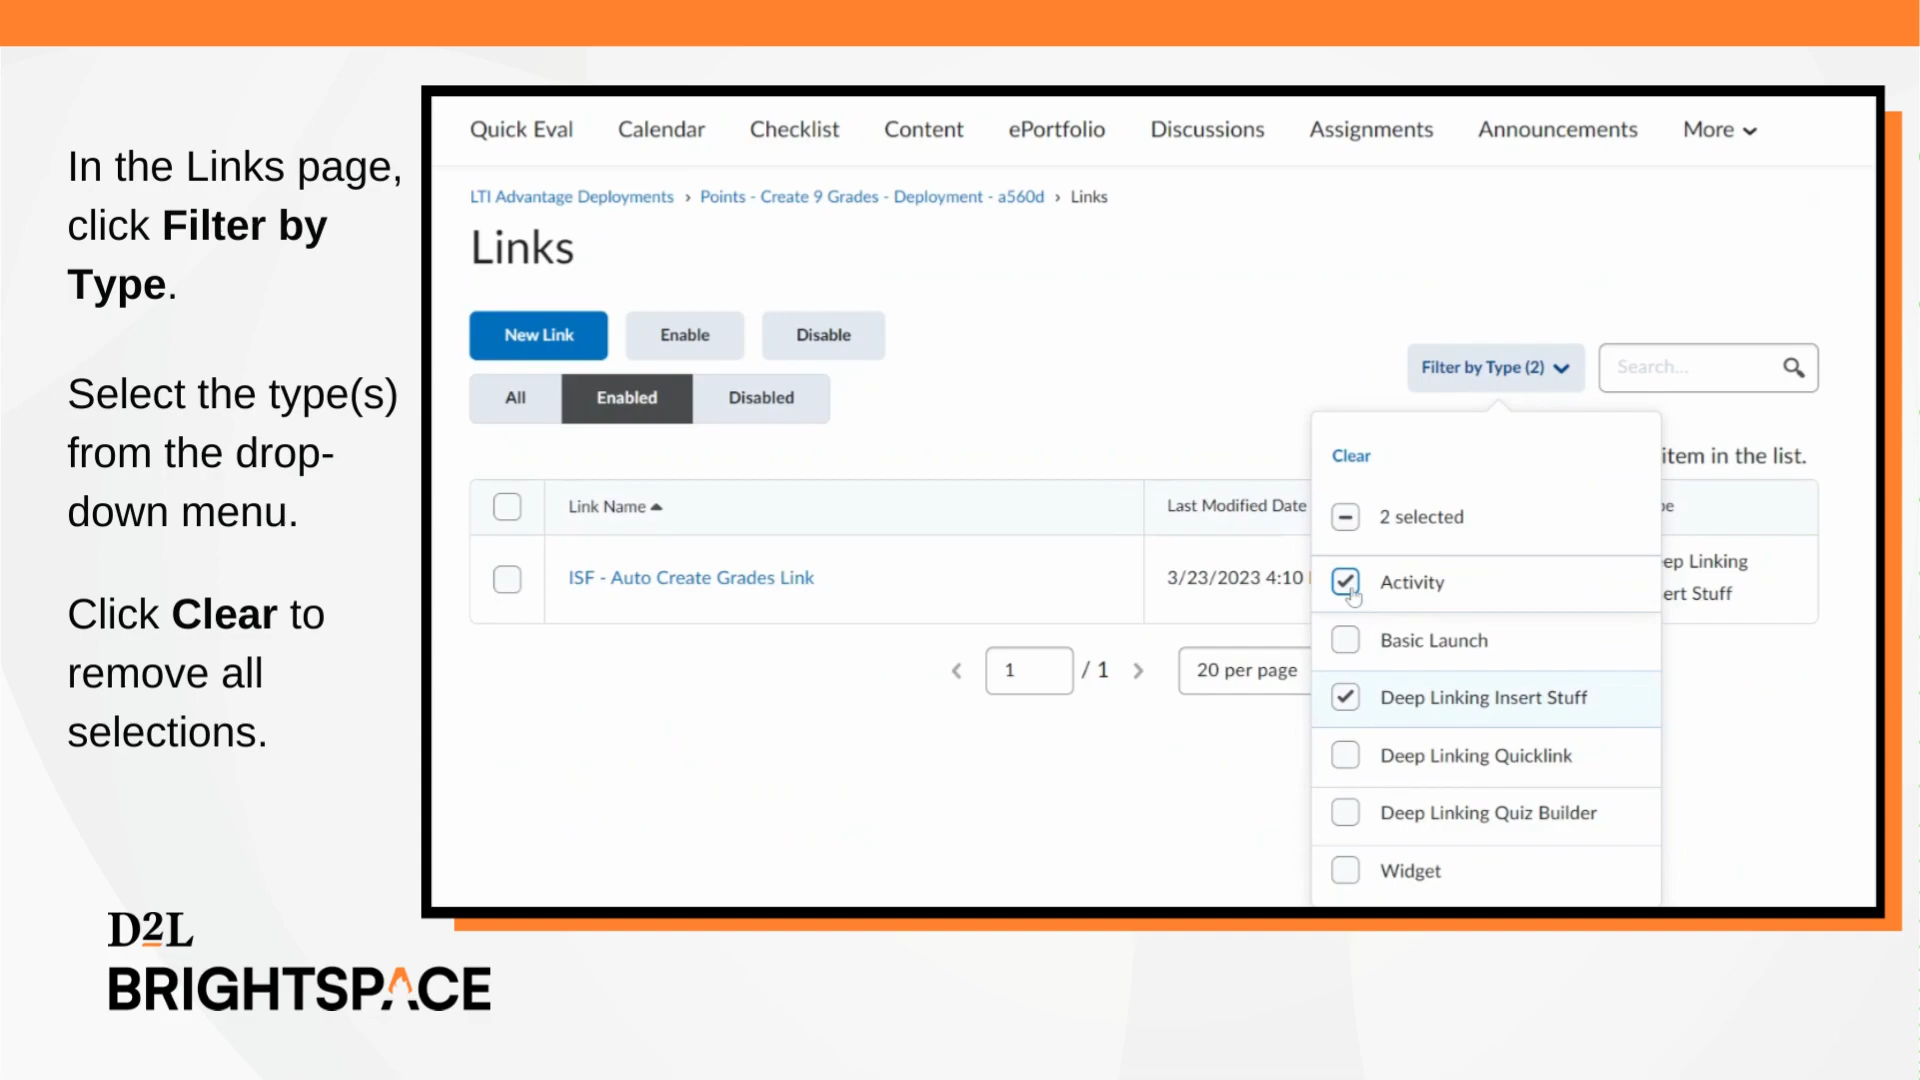 In the Links page,
click Filter by
Type.
Select the type(s)
from the drop-
down menu.
Click Clear to
remove all
selections.
D2L
BRIGHTSPACE
Quick Eval Calendar Checklist Content ePortfolio Discussions Assignments Announcements More
LTI Advantage Deployments › Points - Create 9 Grades - Deployment - a560d › Links
Links
New Link Enable Disable
All Enabled Disabled
Filter by Type (2) Search...
item in the list.
Link Name Last Modified Date
ISF - Auto Create Grades Link 3/23/2023 4:10
Linking
Stuff
1 / 1 20 per page
Clear
2 selected
Activity
Basic Launch
Deep Linking Insert Stuff
Deep Linking Quicklink
Deep Linking Quiz Builder
Widget